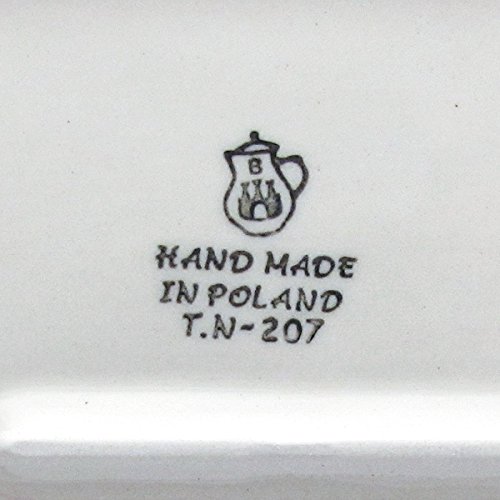 B
HAND MADE
IN POLAND
T.N-207